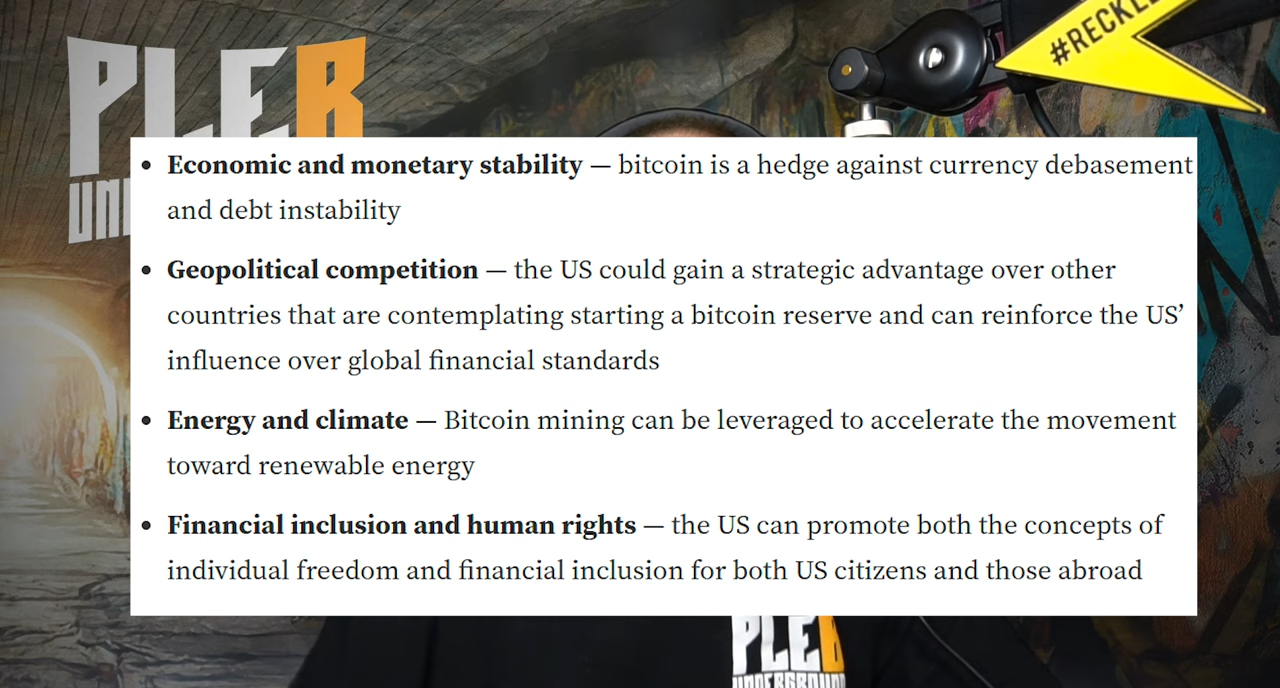 #RECKLE
PLEB
UN
• Economic and monetary stability — bitcoin is a hedge against currency debasement
and debt instability
• Geopolitical competition — the US could gain a strategic advantage over other
countries that are contemplating starting a bitcoin reserve and can reinforce the US’
influence over global financial standards
• Energy and climate — Bitcoin mining can be leveraged to accelerate the movement
toward renewable energy
• Financial inclusion and human rights — the US can promote both the concepts of
individual freedom and financial inclusion for both US citizens and those abroad
PLEB
UNDERGROUND